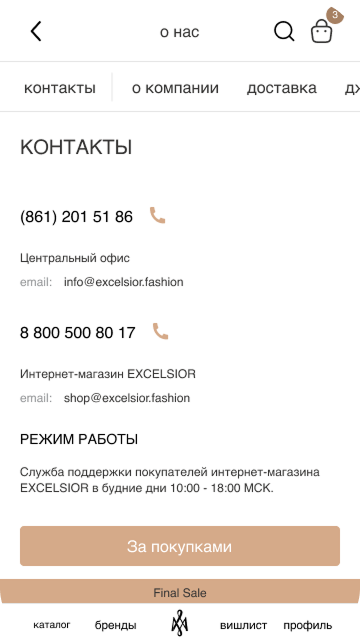 о нас
3
контакты
о компании
доставка
дж
КОНТАКТЫ
(861) 201 51 86
Центральный офис
email: info@excelsior.fashion
8 800 500 80 17
Интернет-магазин EXCELSIOR
email: shop@excelsior.fashion
РЕЖИМ РАБОТЫ
Служба поддержки покупателей интернет-магазина
EXCELSIOR в будние дни 10:00 - 18:00 МСК.
За покупками
Final Sale
каталог
бренды
вишлист
профиль